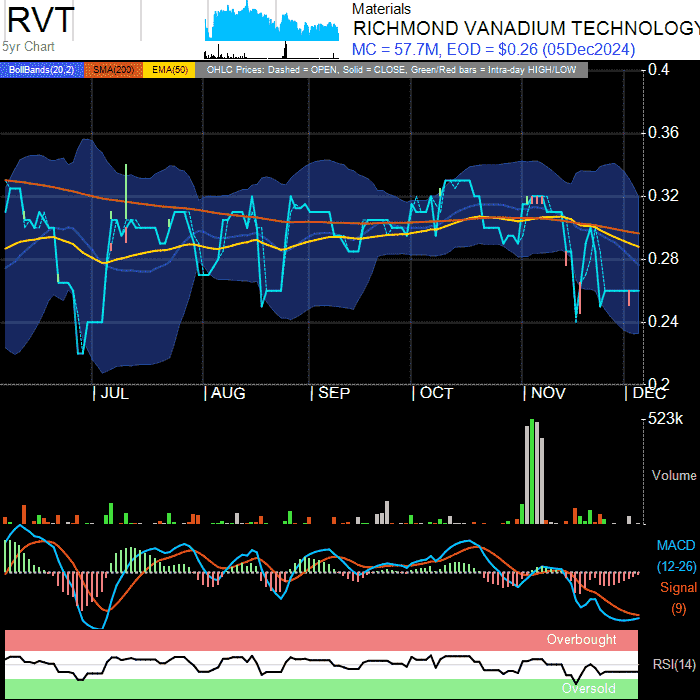 RVT
5yr Chart
Materials
RICHMOND VANADIUM TECHNOLOGY
MC = 57.7M, EOD = $0.26 (05Dec2024)
BollBands(20,2) SMA(200) EMA(50) OHLC Prices: Dashed = OPEN, Solid = CLOSE, Green/Red bars = Intra-day HIGH/LOW
0.4
0.36
0.32
0.28
0.24
0.2
| JUL | AUG | SEP | OCT | NOV | DEC
523k
Volume
MACD
(12-26)
Signal
(9)
Overbought
RSI(14)
Oversold